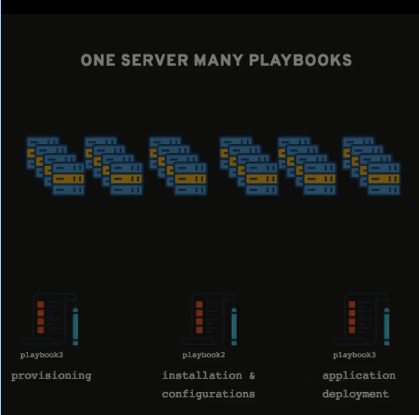 ONE SERVER MANY PLAYBOOKS
playbook3
playbook2
playbook3
provisioning
installation &
configurations
application
deployment